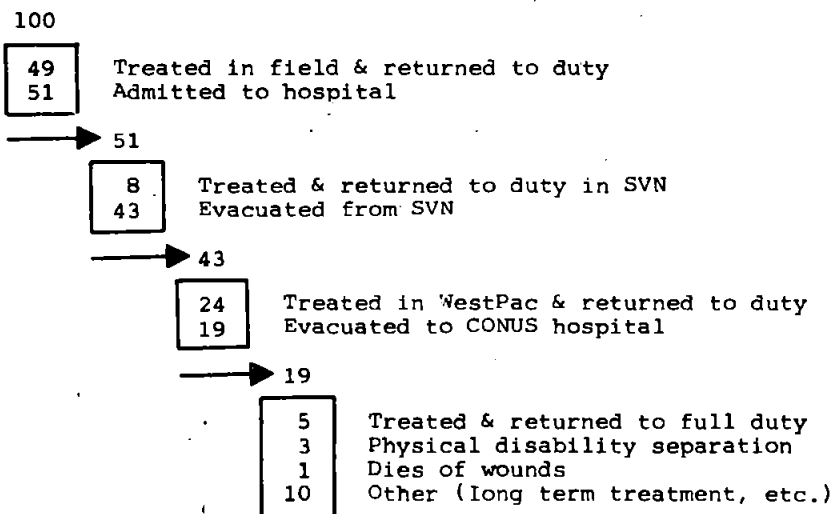 100
49 Treated in field & returned to duty
51 Admitted to hospital
51
8 Treated & returned to duty in SVN
43 Evacuated from SVN
43
24 Treated in WestPac & returned to duty
19 Evacuated to CONUS hospital
19
5 Treated & returned to full duty
3 Physical disability separation
1 Dies of wounds
10 Other (long term treatment, etc.)